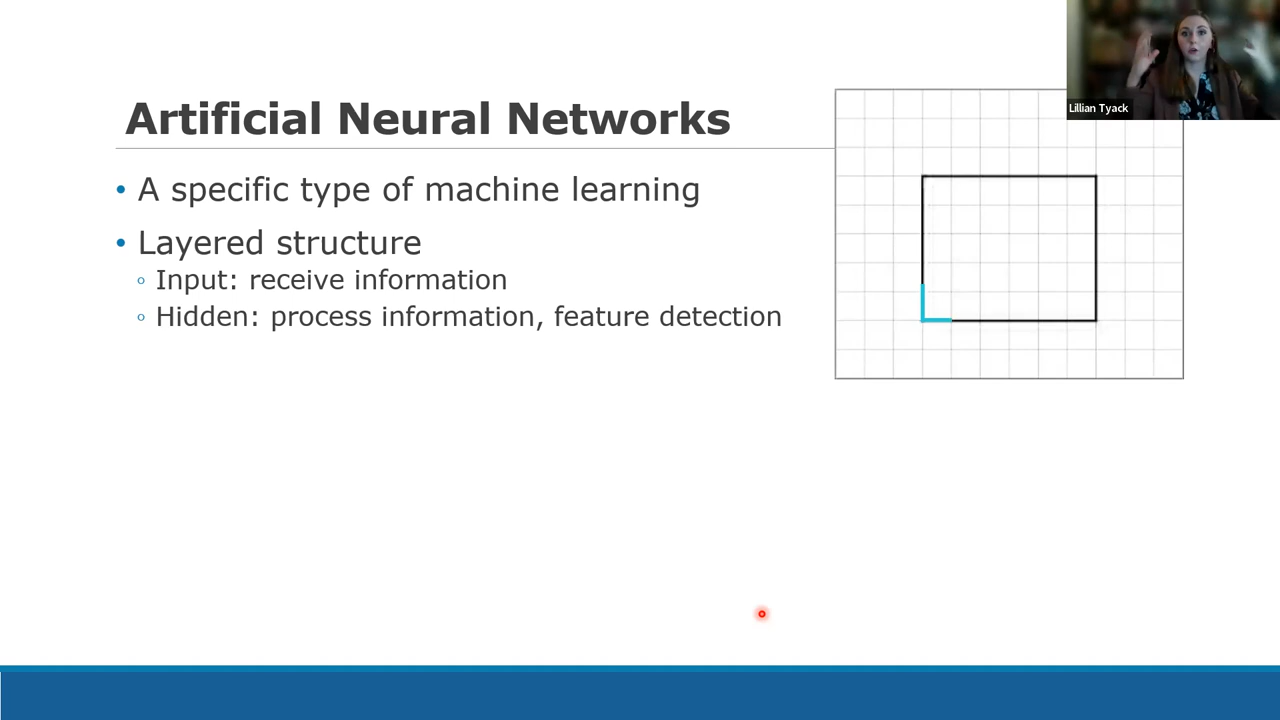 Lillian Tyack
Artificial Neural Networks
• A specific type of machine learning
• Layered structure
◦ Input: receive information
◦ Hidden: process information, feature detection